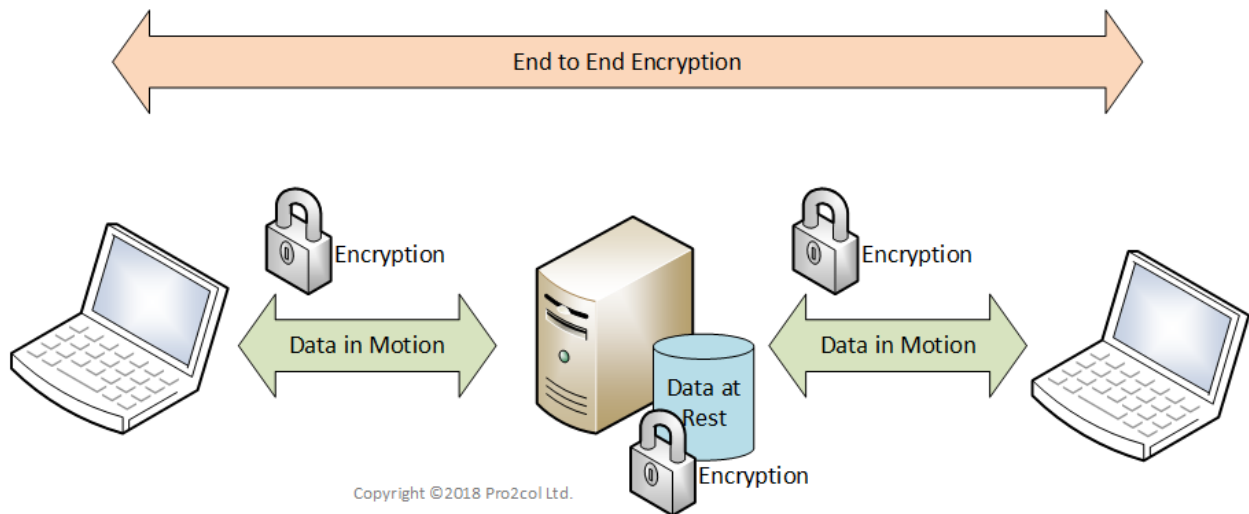 End to End Encryption
Encryption
Encryption
Data in Motion
Data in Motion
Data at
Rest
Encryption
Copyright ©2018 Pro2col Ltd.